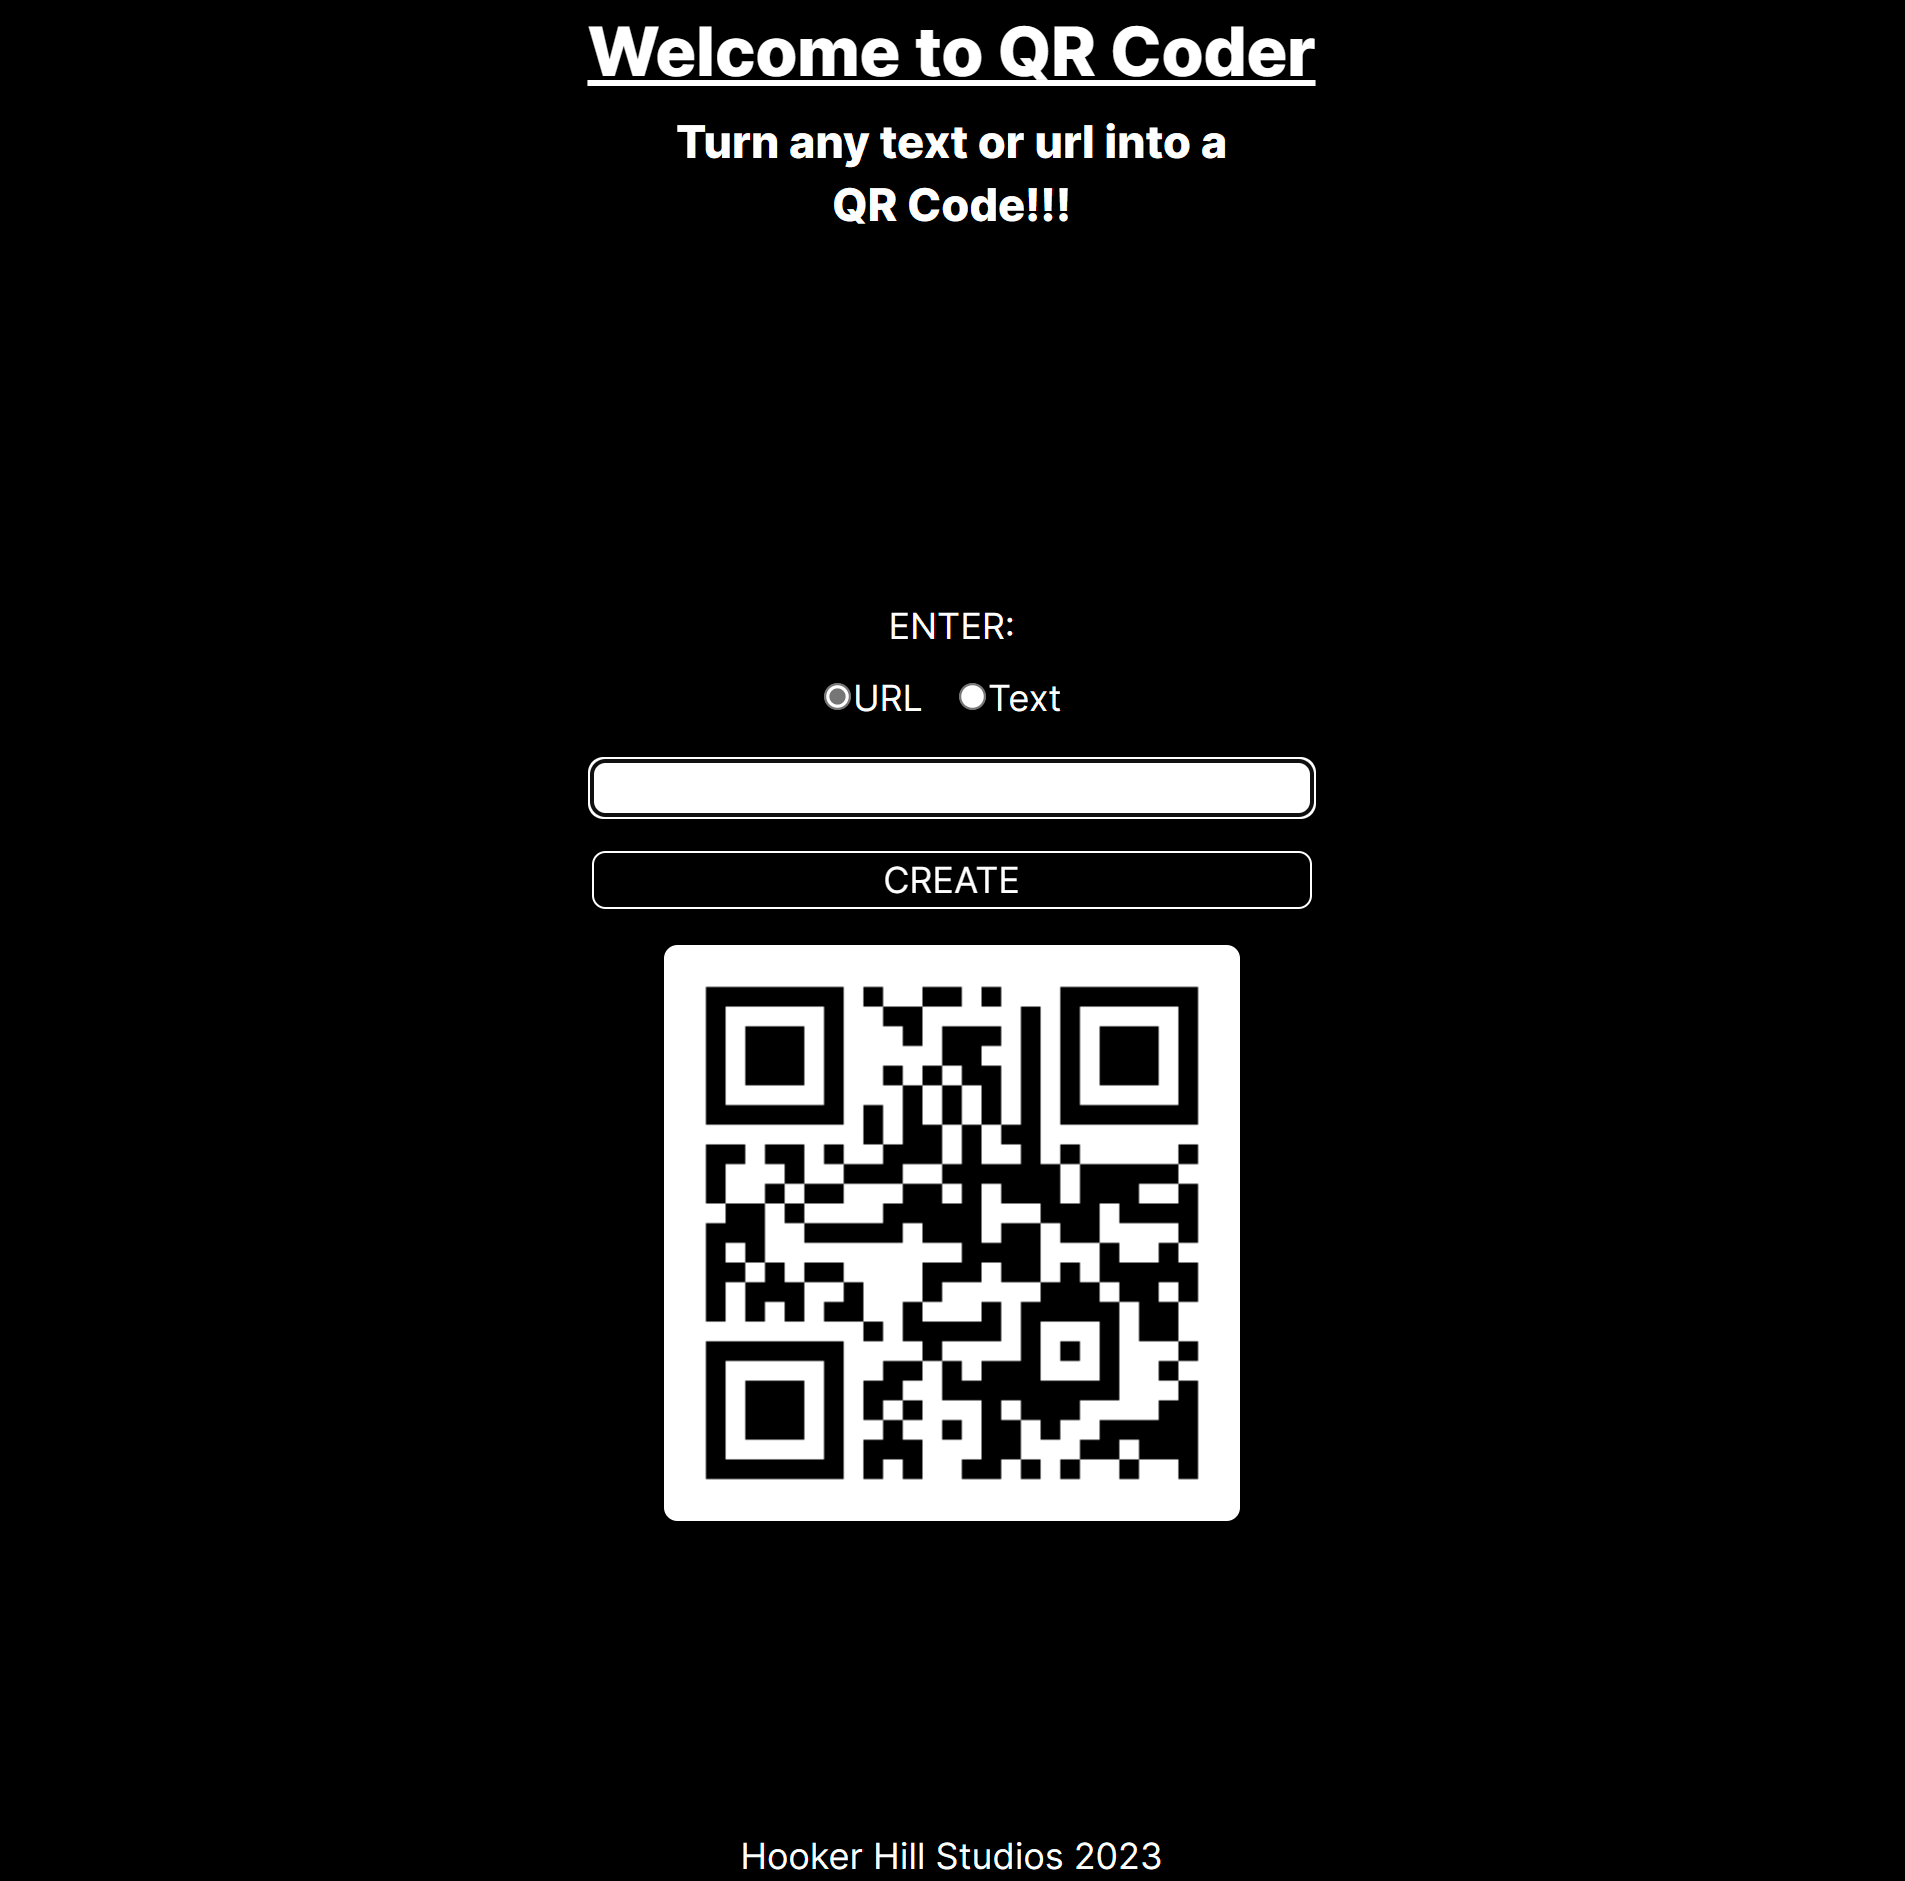 Welcome to QR Coder
Turn any text or url into a
QR Code!!!
ENTER:
URL Text
CREATE
Hooker Hill Studios 2023